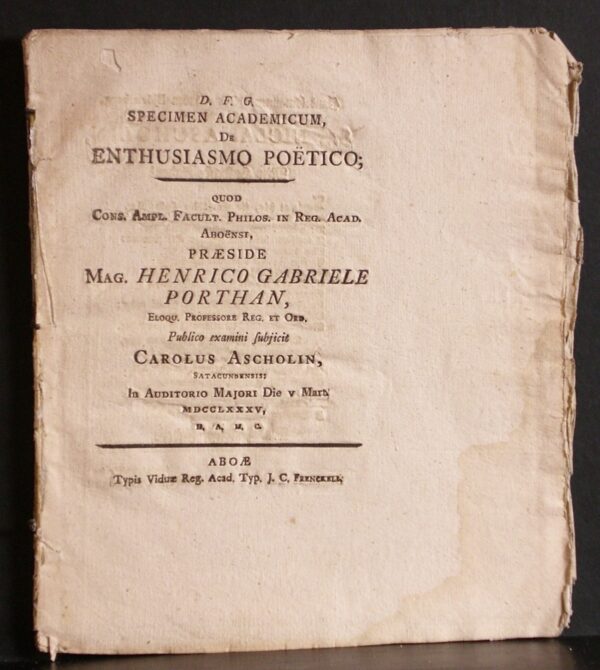 D. F. G.
SPECIMEN ACADEMICUM,
DE
ENTHUSIASMO POËTICO;
QUOD
CONS. AMPL. FACULT. PHILOS. IN REG. ACAD.
ABOËNSI,
PRÆSIDE
MAG. HENRICO GABRIELE
PORTHAN,
ELOQU. PROFESSORE REG. ET ORD.
Publico examini subjicit
CAROLUS ASCHOLIN,
SATACUNDENSIS:
In AUDITORIO MAJORI Die V Mart.
MDCCLXXXV,
H. A. M. C.
ABOÆ
Typis Viduæ Reg. Acad. Typ. J. C. FRENCKELL,